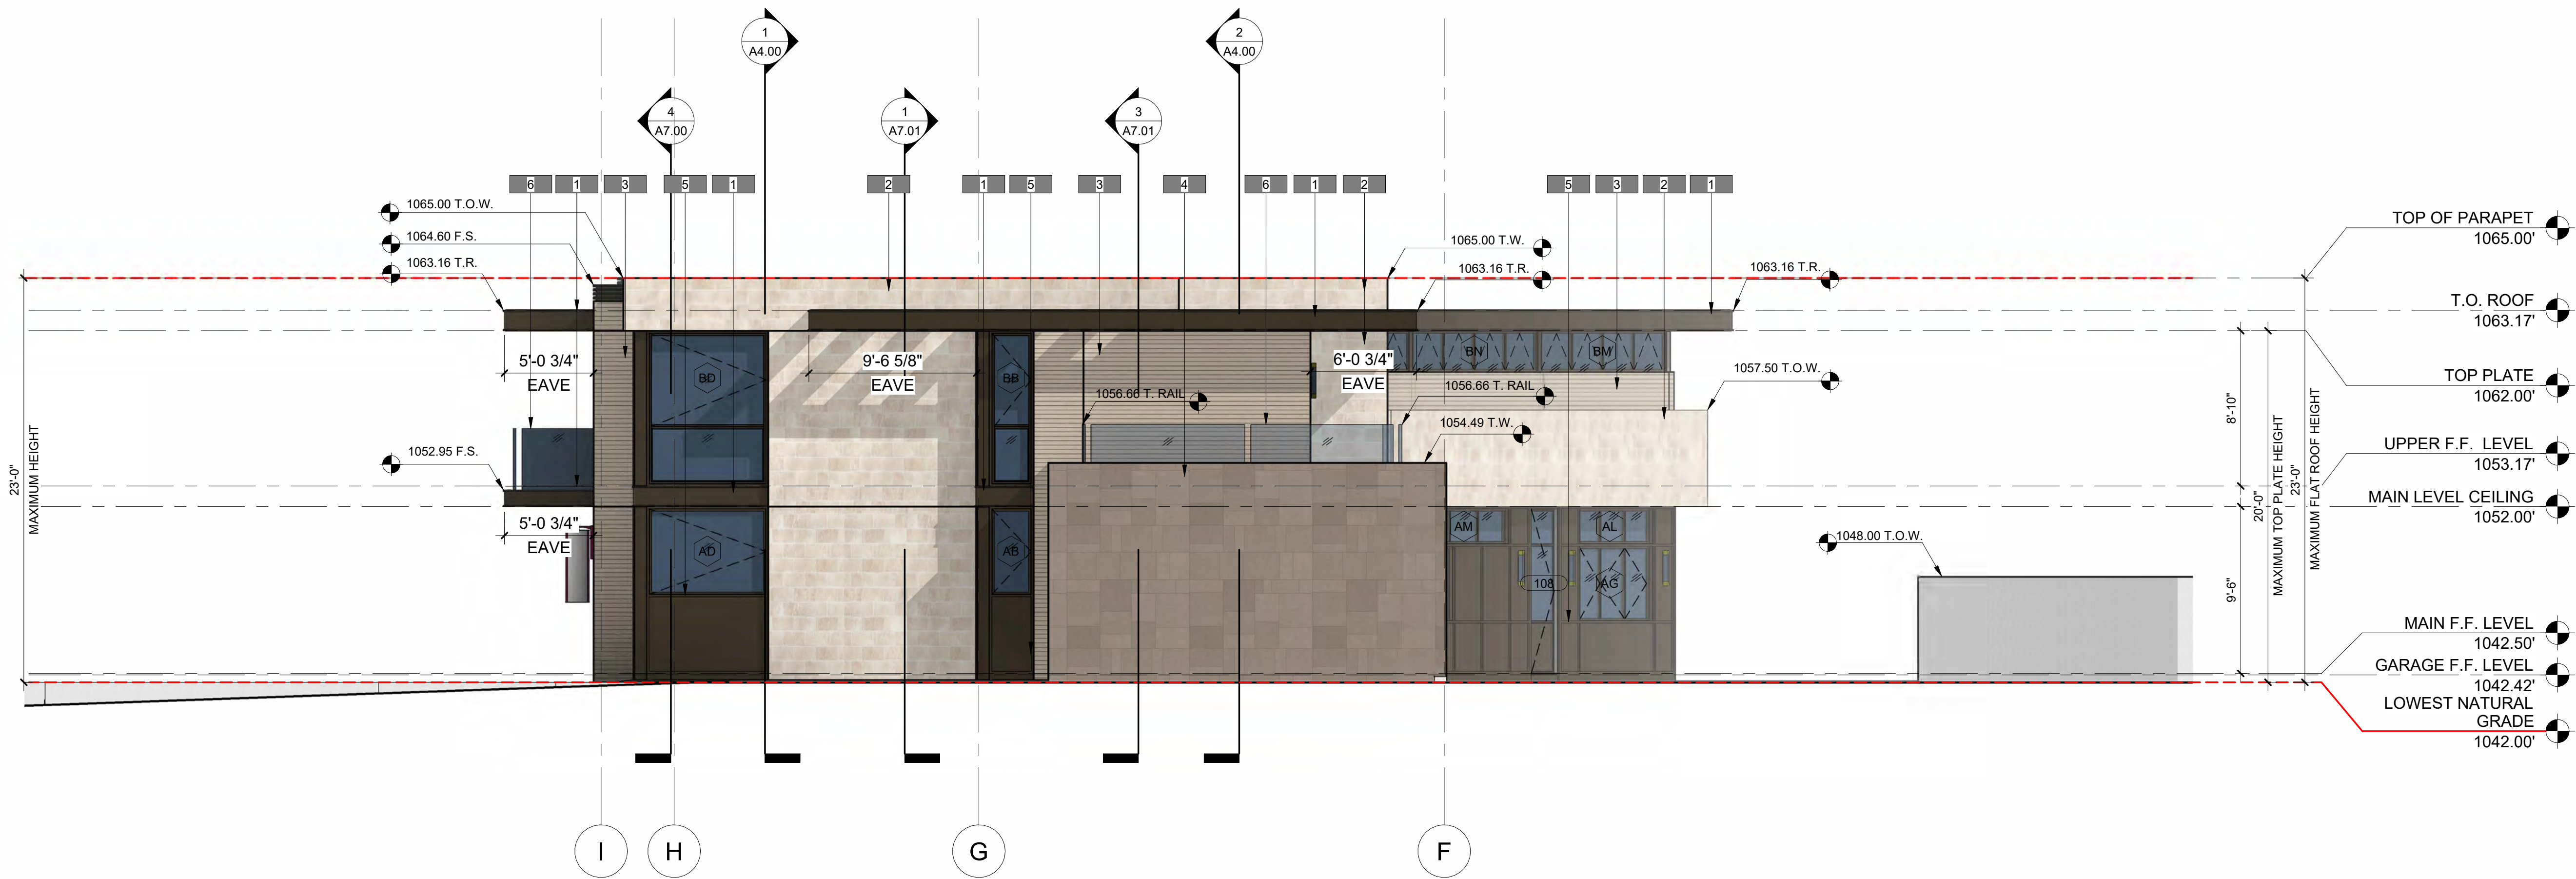 1
A4.00
2
A4.00
4
A7.00
1
A7.01
3
A7.01
6
1
3
5
1
2
1
5
3
4
6
1
2
5
3
2
1
1065.00 T.O.W.
1064.60 F.S.
1063.16 T.R.
1065.00 T.W.
1063.16 T.R.
1063.16 T.R.
TOP OF PARAPET
1065.00'
T.O. ROOF
1063.17'
TOP PLATE
1062.00'
UPPER F.F. LEVEL
1053.17'
MAIN LEVEL CEILING
1052.00'
MAIN F.F. LEVEL
1042.50'
GARAGE F.F. LEVEL
1042.42'
LOWEST NATURAL
GRADE
1042.00'
5'-0 3/4"
EAVE
9'-6 5/8"
EAVE
6'-0 3/4"
EAVE
BD
BB
BN
BM
1057.50 T.O.W.
1056.66 T. RAIL
1056.66 T. RAIL
1054.49 T.W.
1052.95 F.S.
5'-0 3/4"
EAVE
AD
AB
AM
AL
108
AG
1048.00 T.O.W.
23'-0"
MAXIMUM HEIGHT
8'-10"
9'-6"
20'-0"
MAXIMUM TOP PLATE HEIGHT
23'-0"
MAXIMUM FLAT ROOF HEIGHT
I
H
G
F